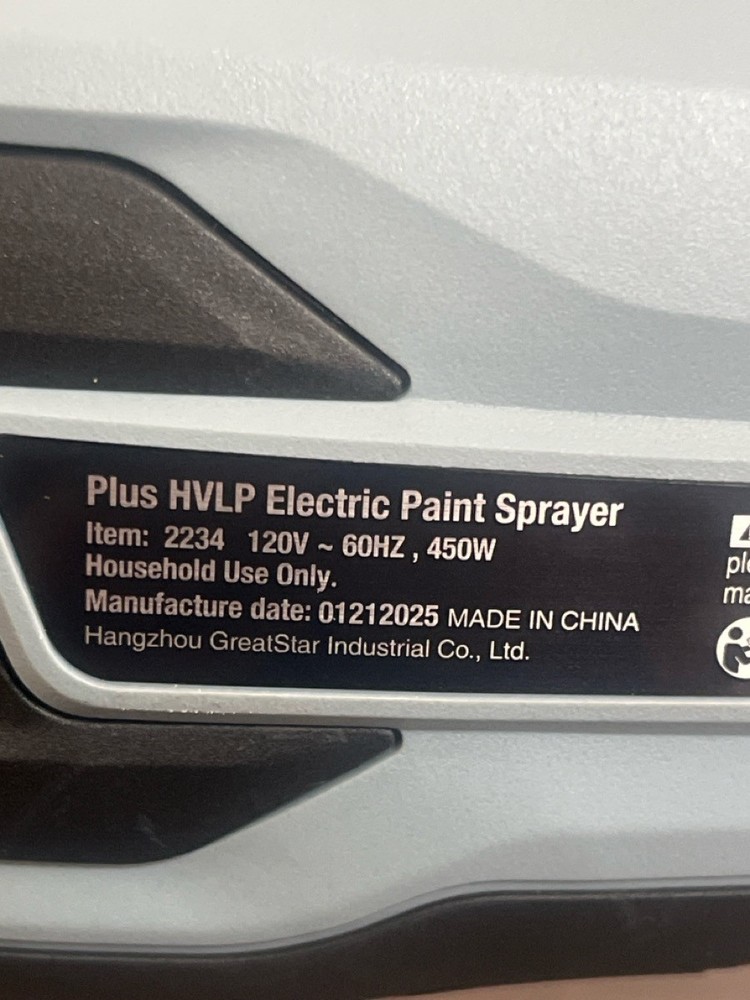 Plus HVLP Electric Paint Sprayer
Item: 2234 120V ~ 60HZ , 450W
Household Use Only.
Manufacture date: 01212025 MADE IN CHINA
Hangzhou GreatStar Industrial Co., Ltd.